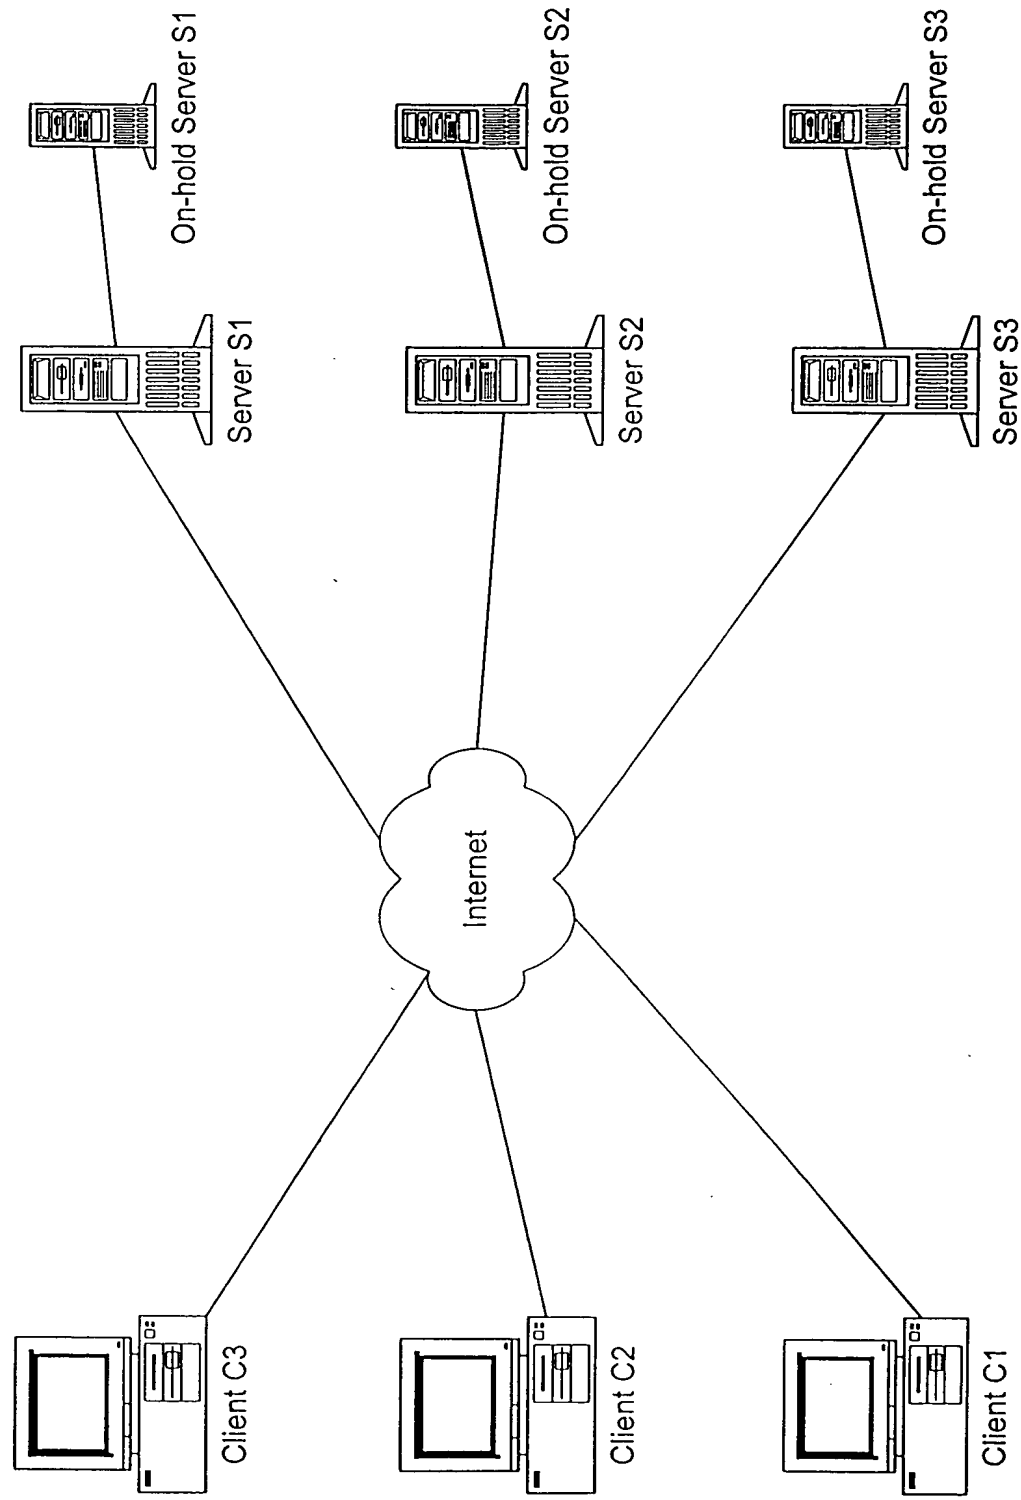 Client C3
Server S1
On-hold Server S1
Internet
Client C2
Server S2
On-hold Server S2
Client C1
Server S3
On-hold Server S3